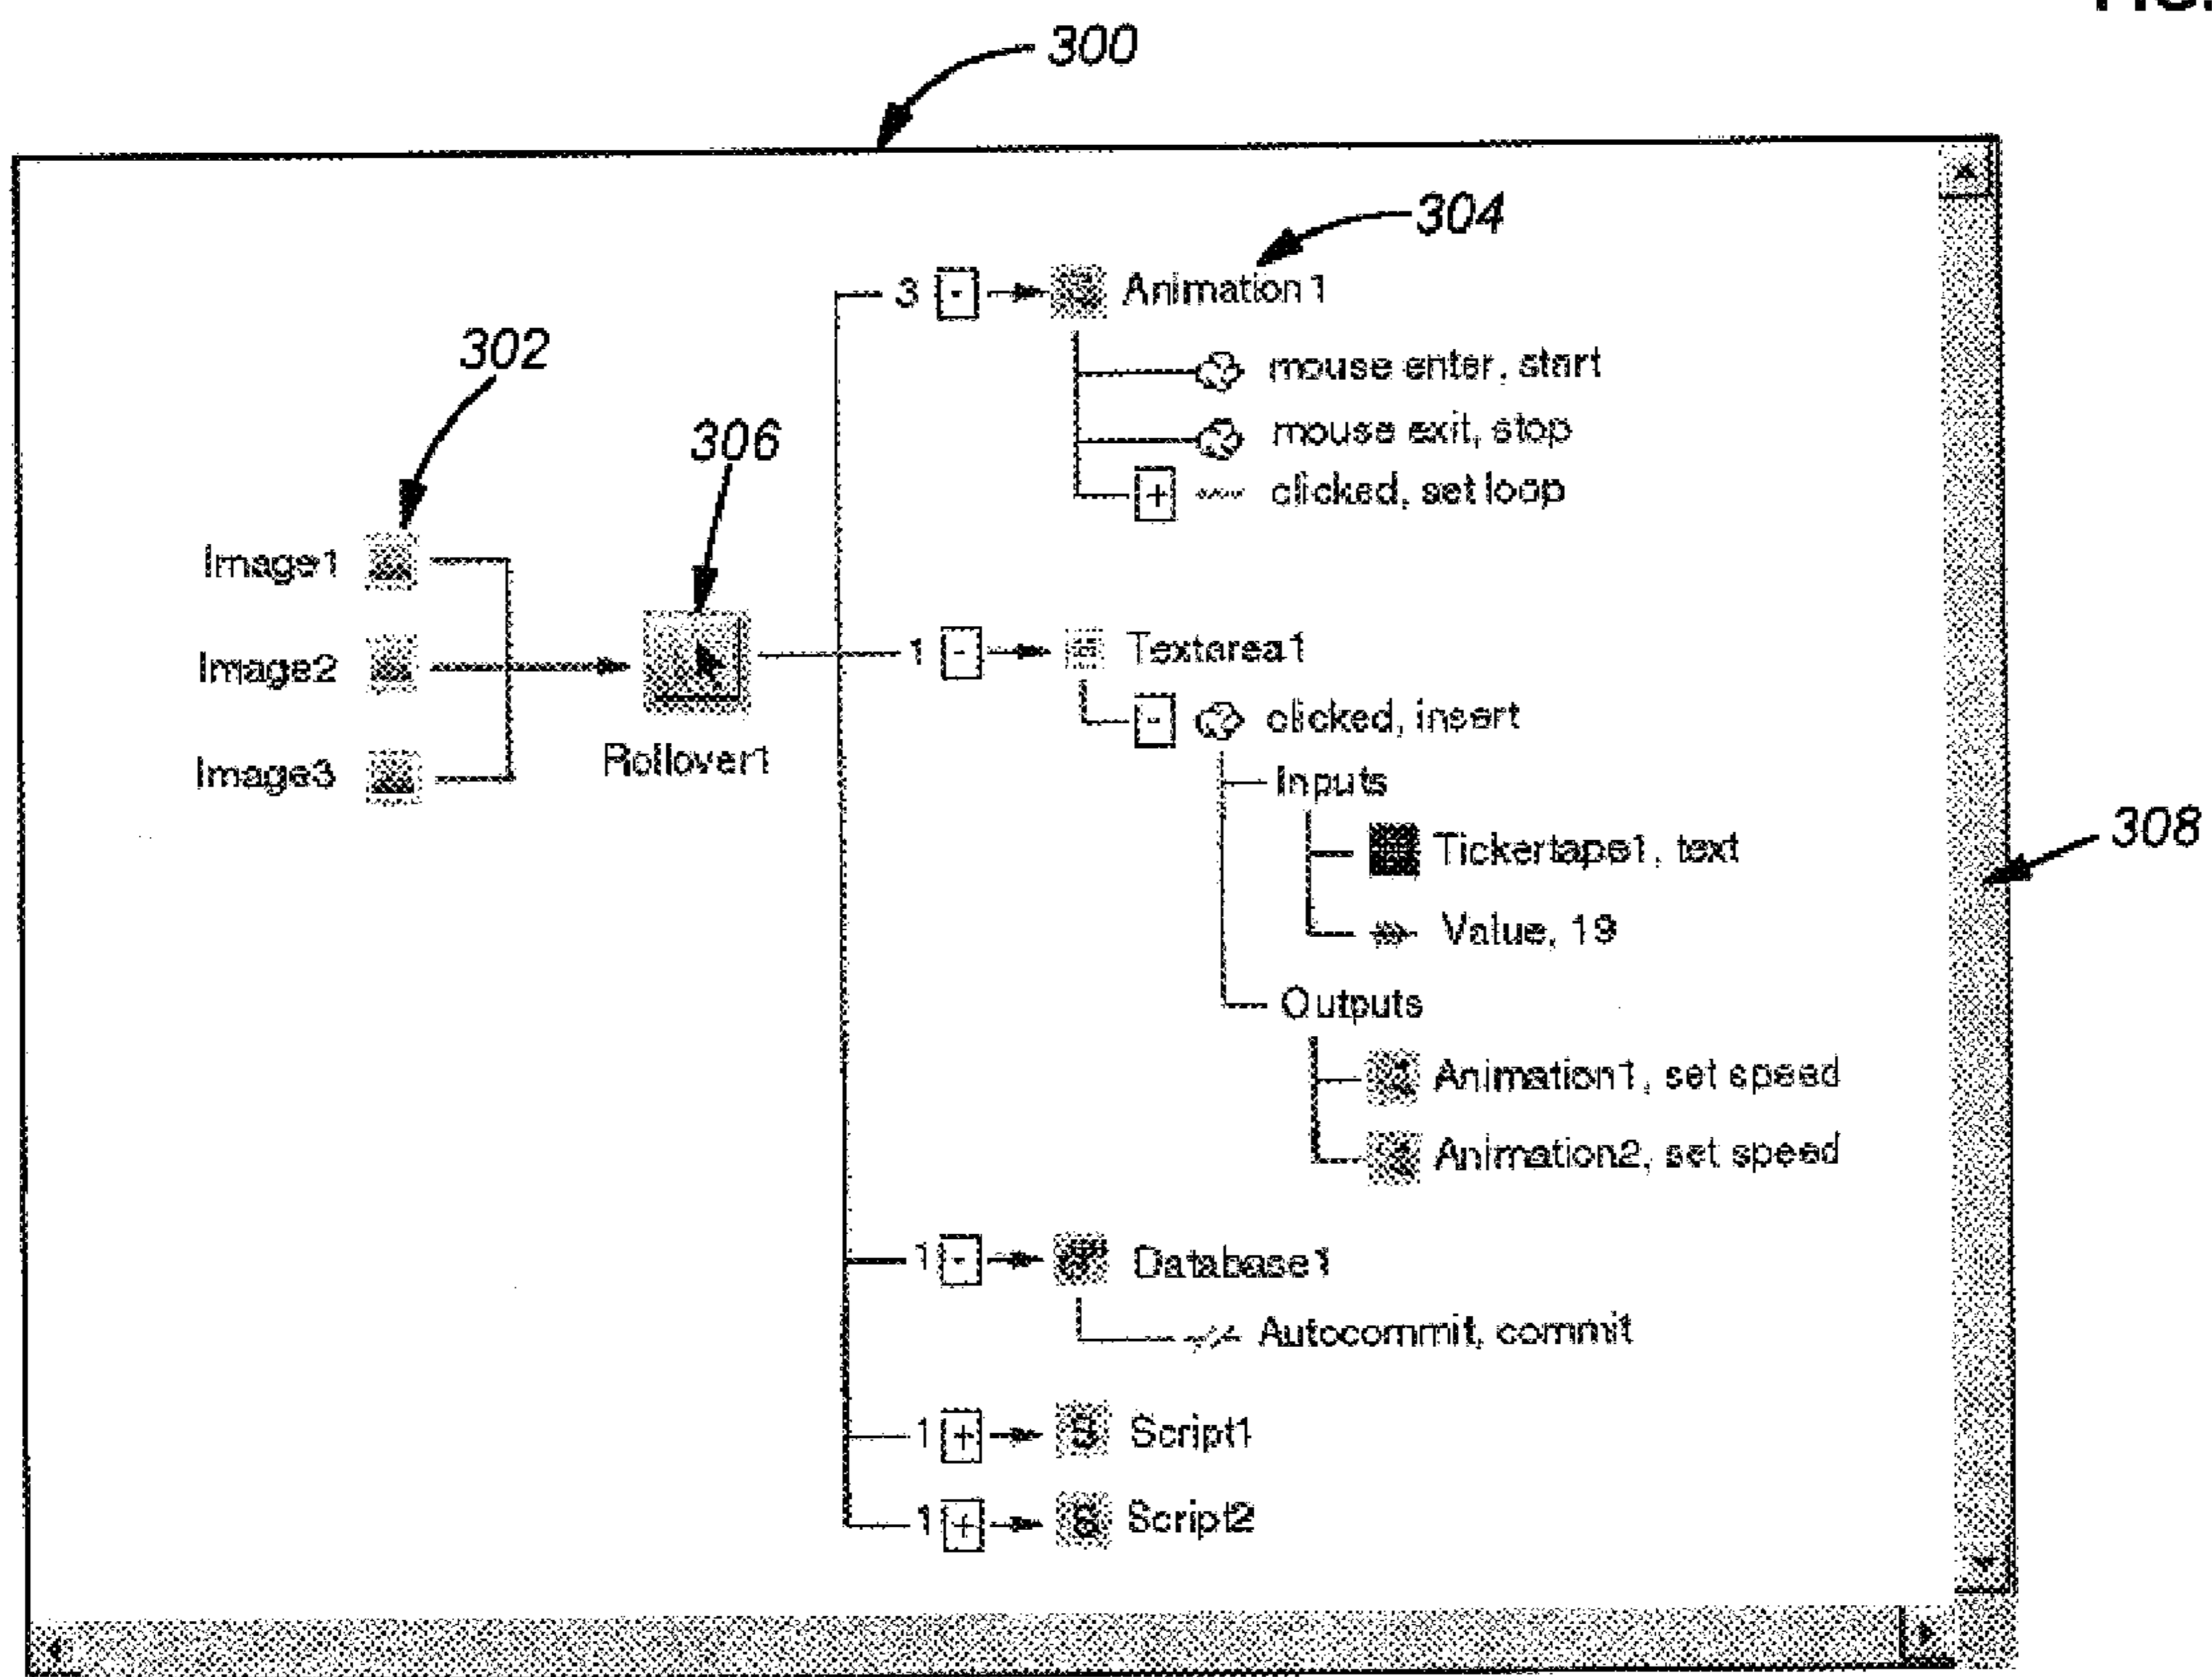 300
304
3 - Animation1
302
mouse enter, start
306
mouse exit, stop
+ clicked, set loop
Image1
Image2
1 - Textarea1
- clicked, insert
Image3
Rollover1
Inputs
308
Tickertape1, text
Value, 19
Outputs
Animation1, set speed
Animation2, set speed
1 - Database1
Autocommit, commit
1 + Script1
1 + Script2